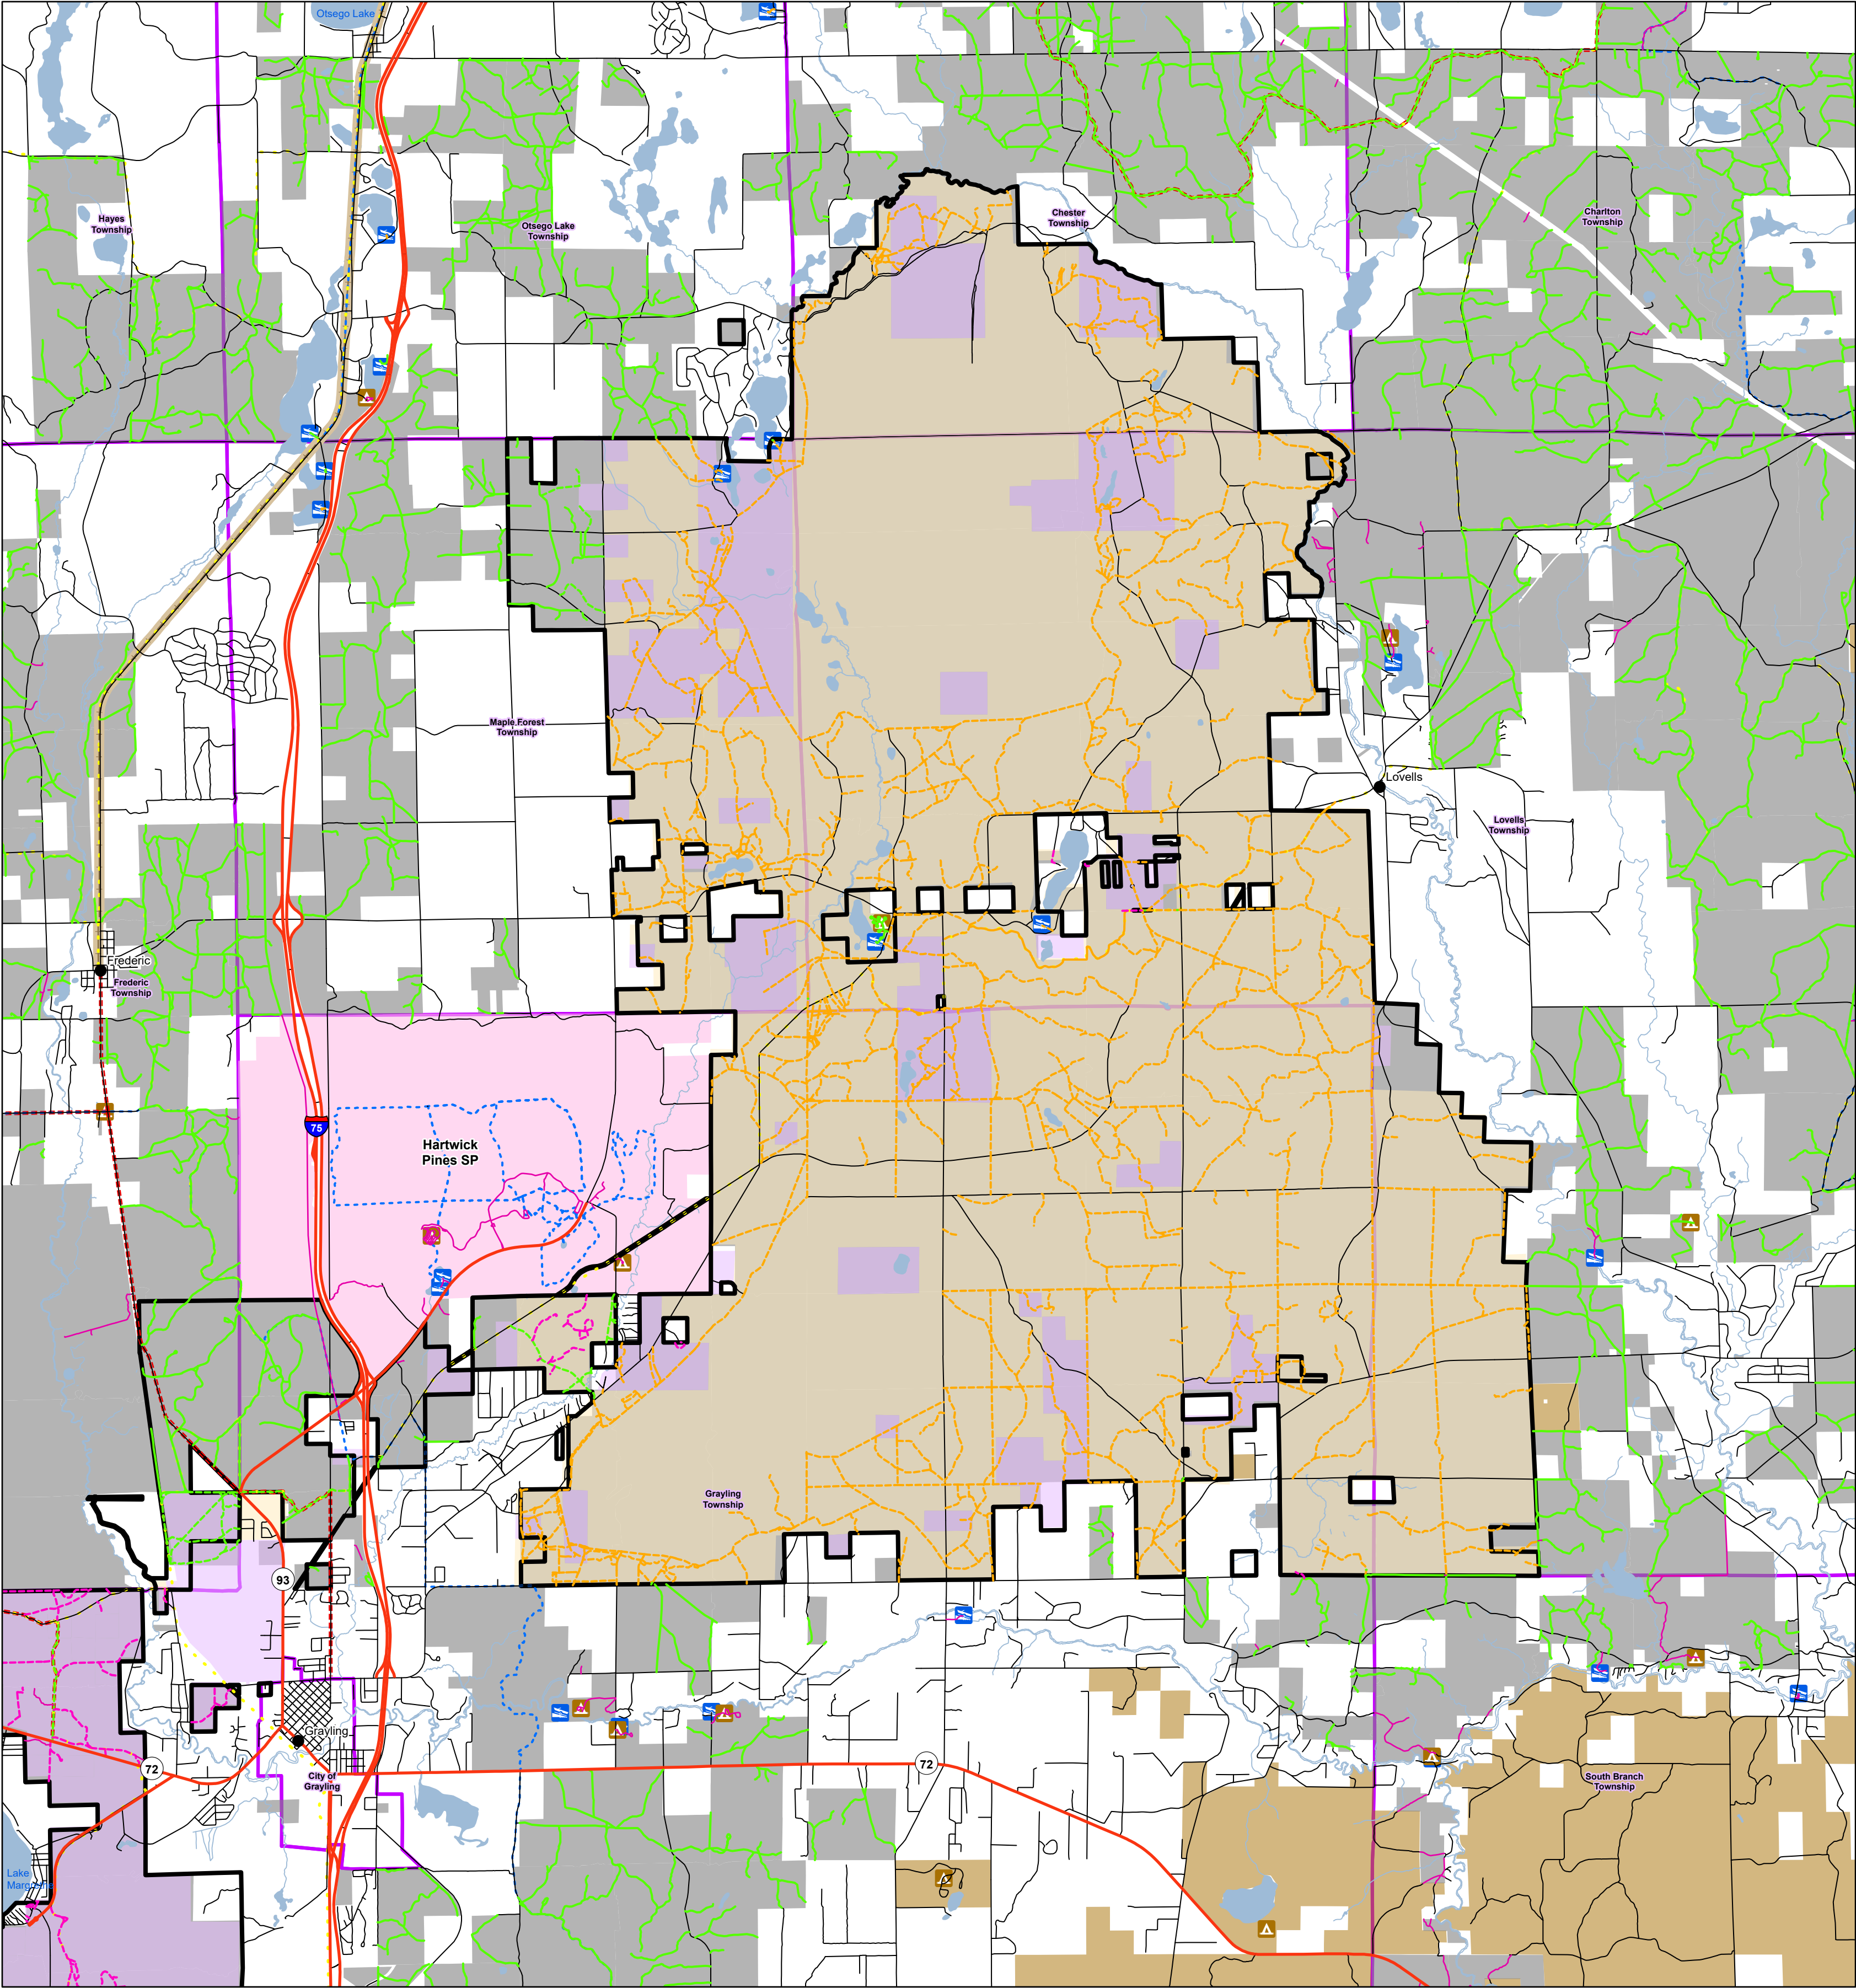 Otsego Lake
Hayes
Township
Otsego Lake
Township
Chester
Township
Charlton
Township
Maple Forest
Township
Lovells
Lovells
Township
Frederic
Frederic
Township
75
Hartwick
Pines SP
Grayling
Township
93
Grayling
72
72
City of
Grayling
South Branch
Township
Lake